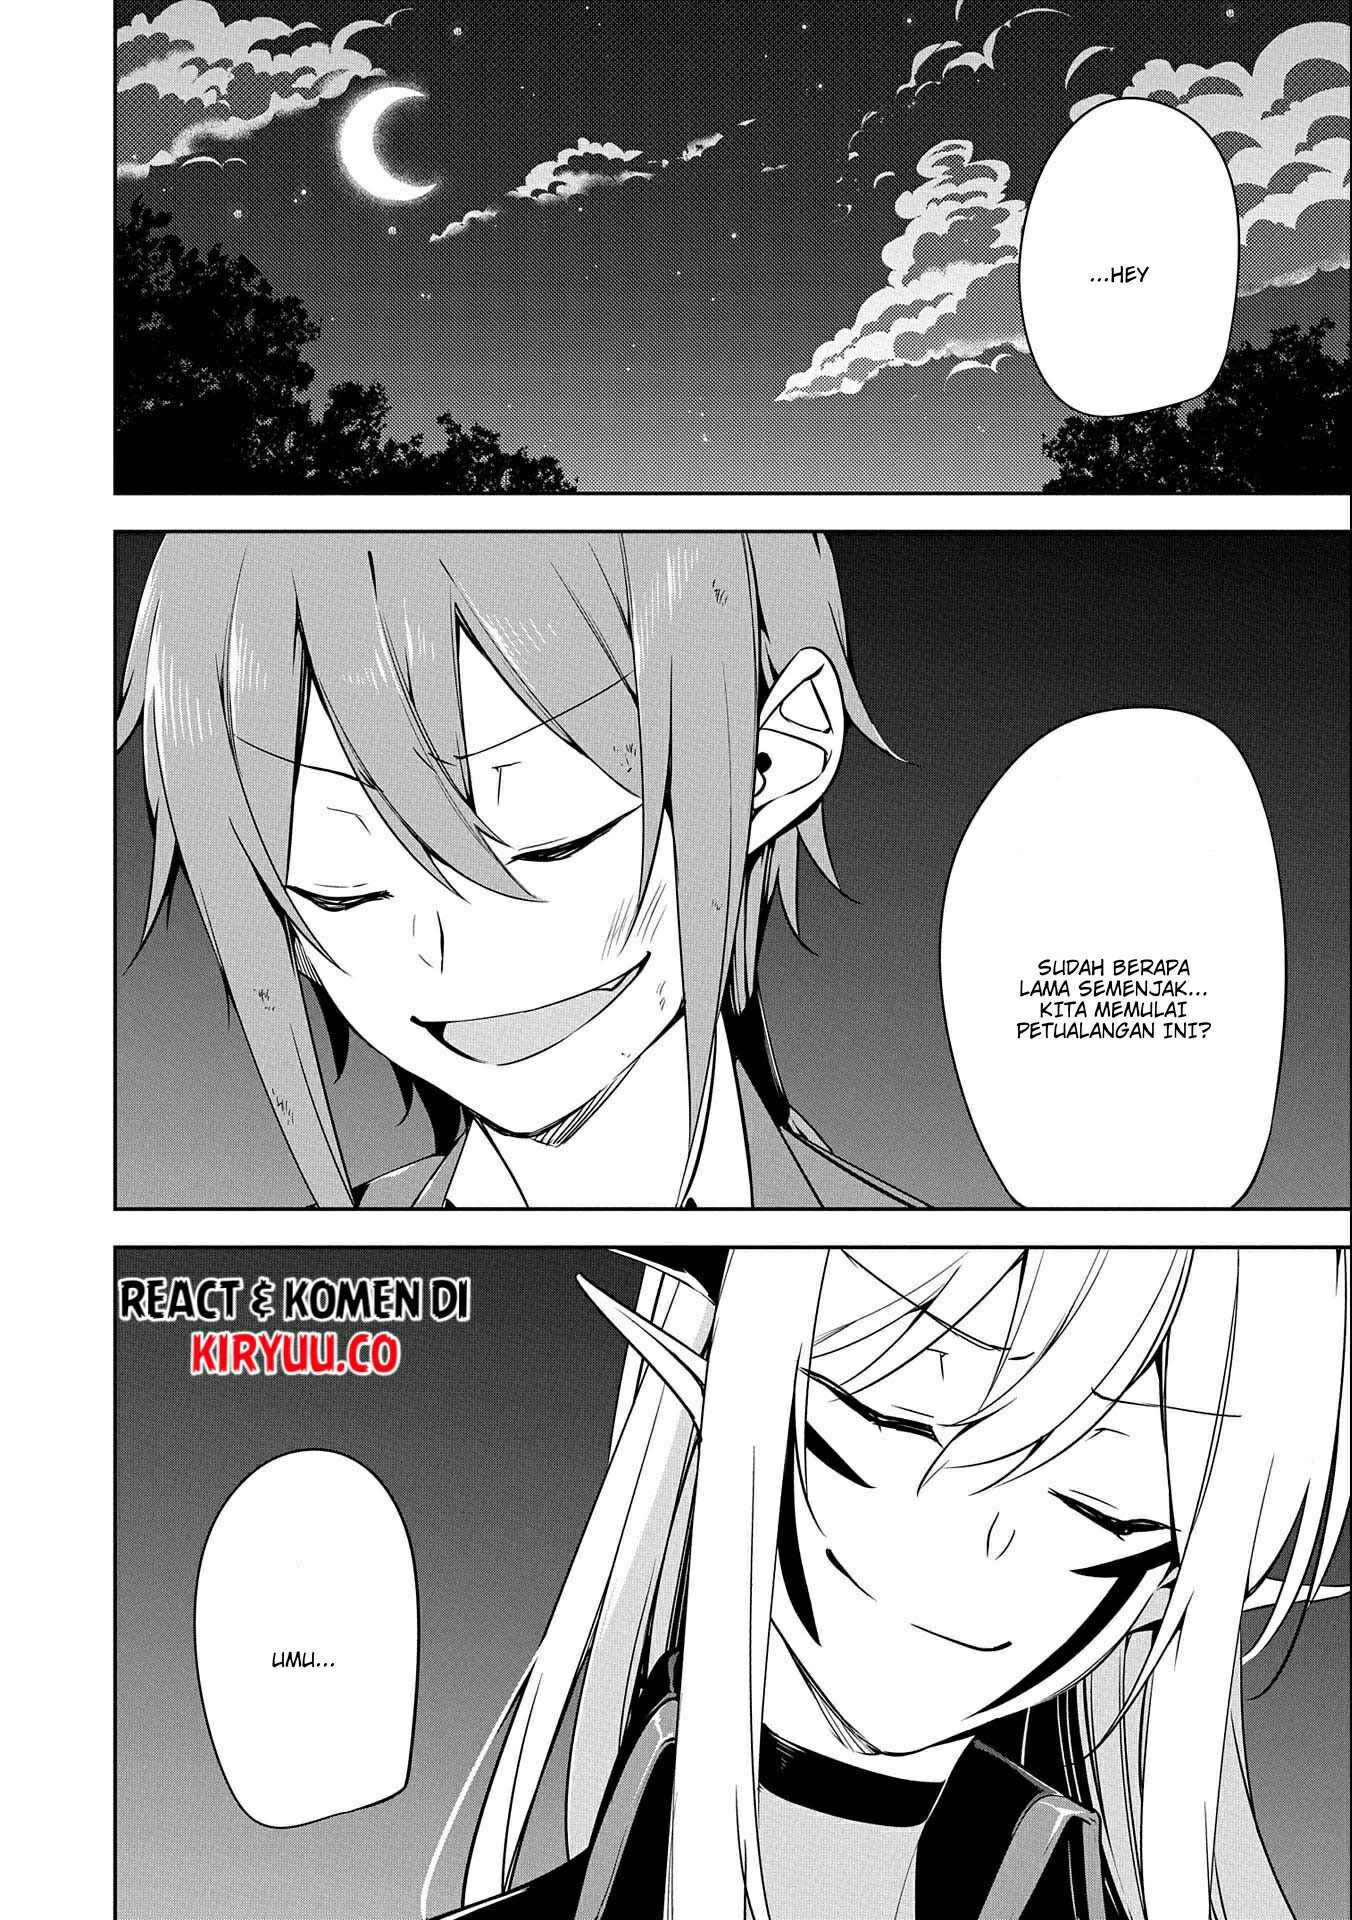 ...HEY
SUDAH BERAPA
LAMA SEMENJAK...
KITA MEMULAI
PETUALANGAN INI?
REACT & KOMEN DI
KIRYUU.CO
UMU...